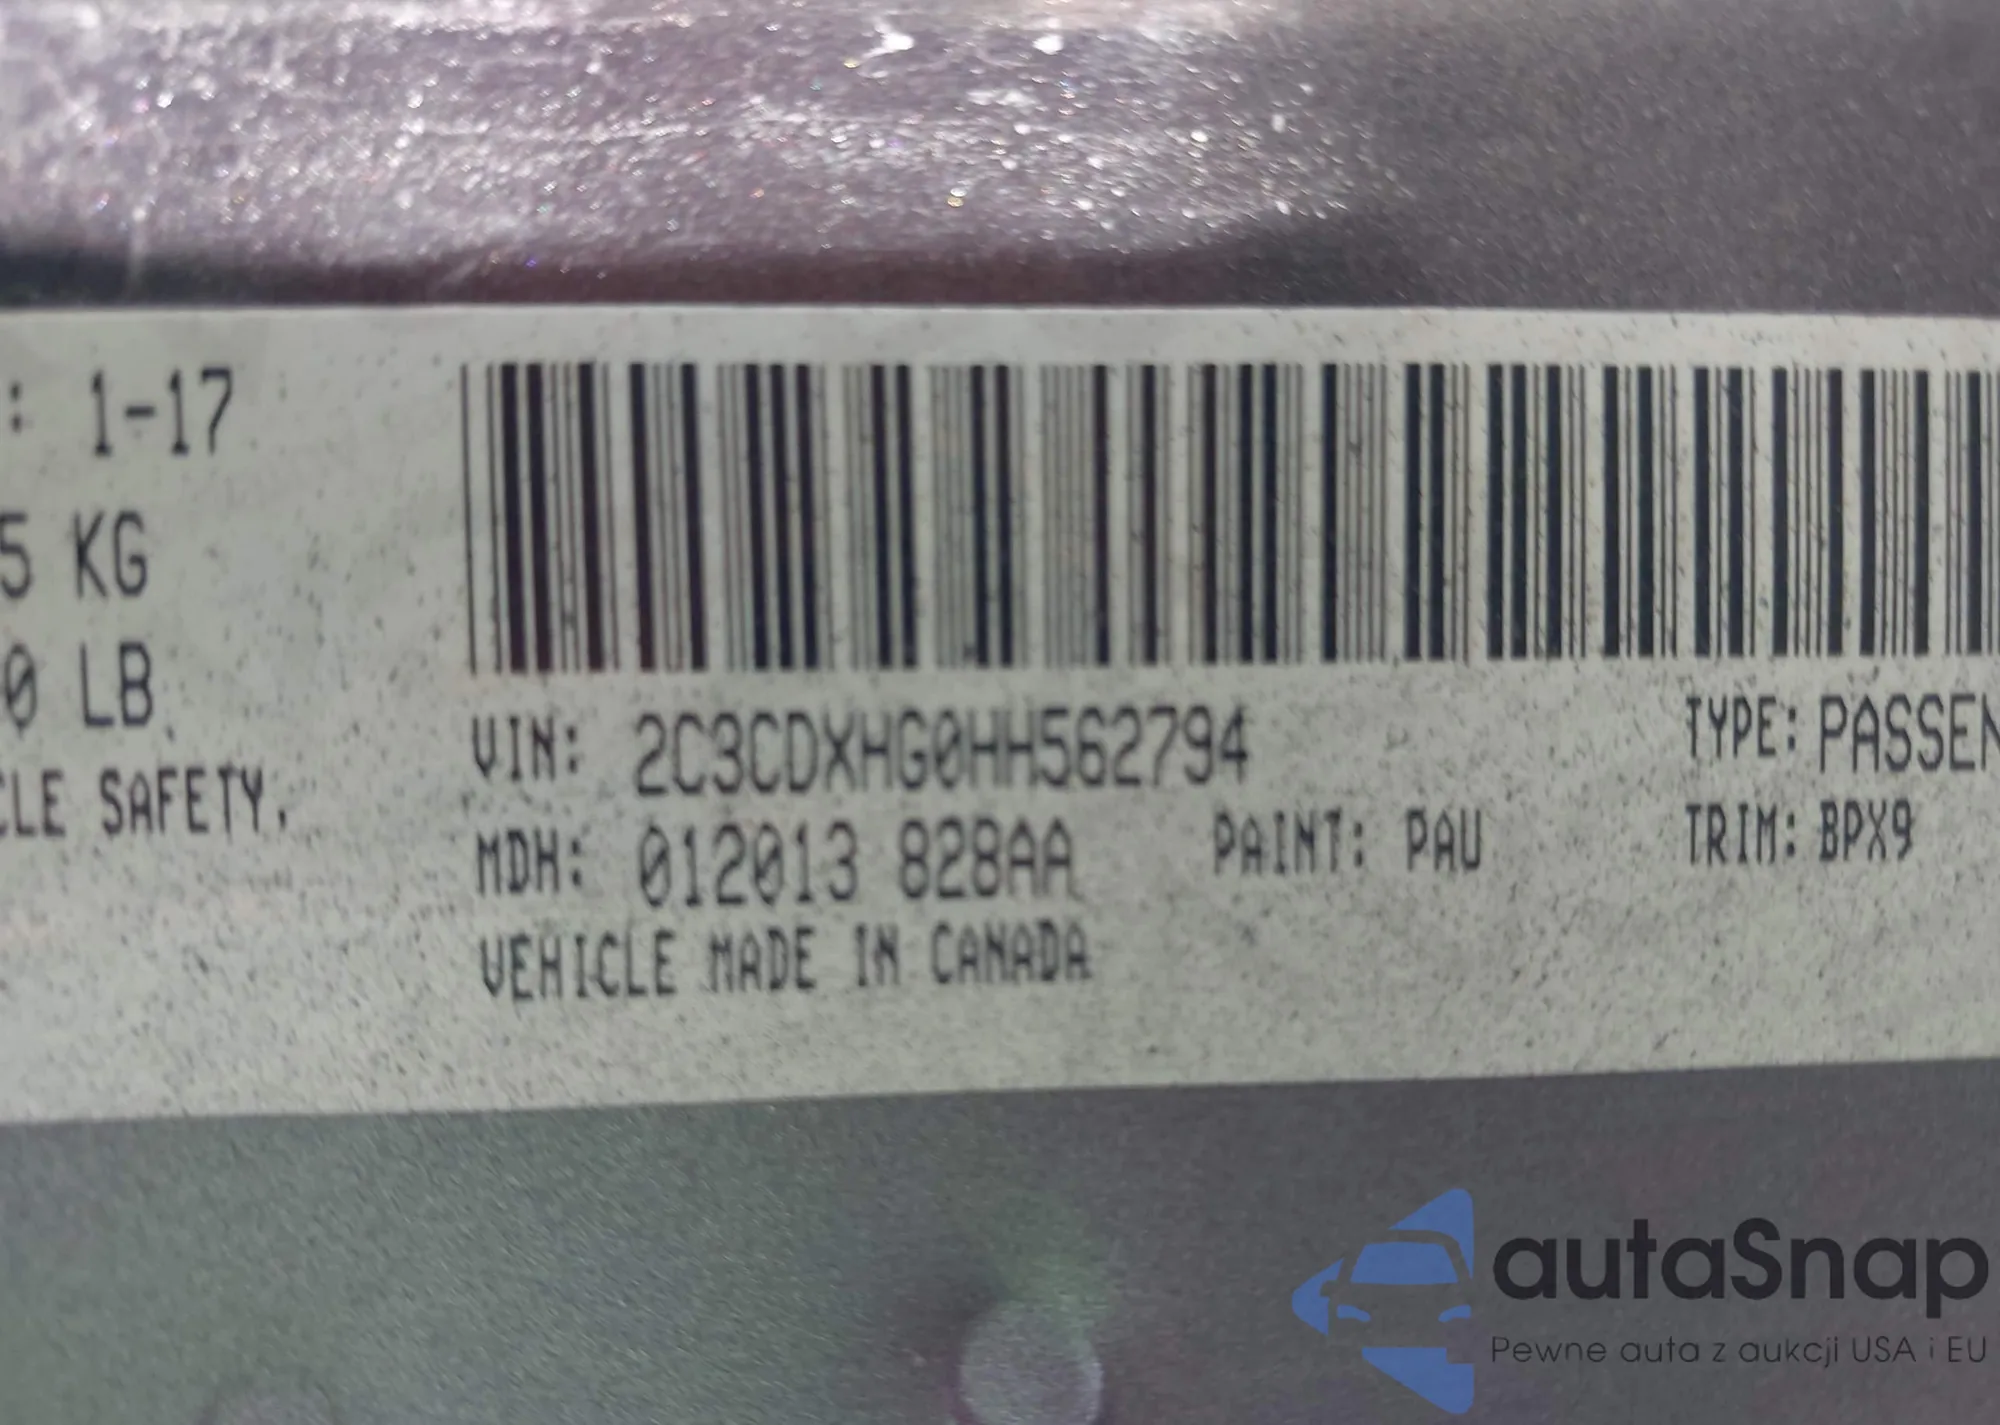 : 1-17
5 KG
0 LB
CLE SAFETY.
VIN: 2C3CDXHG0HH562794
MDH: 012013 828AA
PAINT: PAU
VEHICLE MADE IN CANADA
TYPE: PASSEN
TRIM: BPX9
autaSnap
Pewne auta z aukcji USA i EU